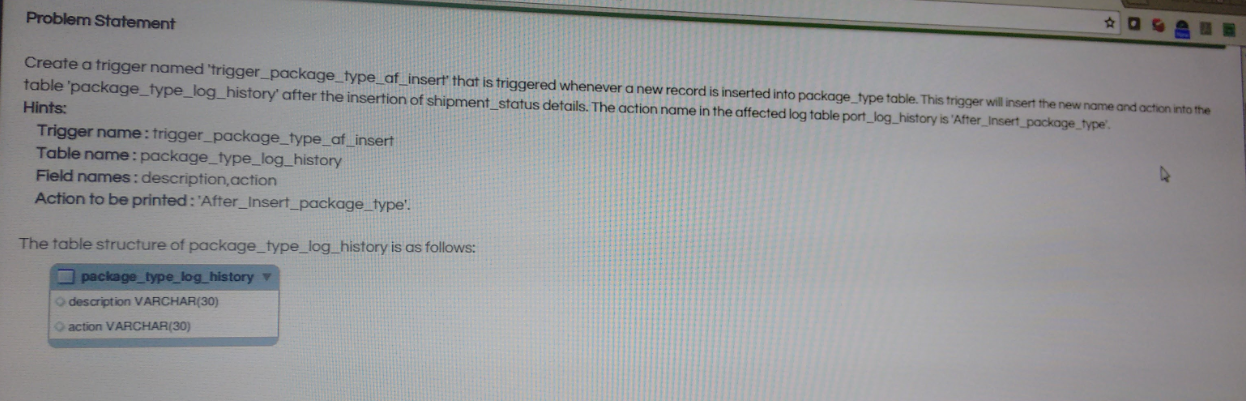 Problem Statement
Create a trigger named 'trigger_package_type_af_insert' that is triggered whenever a new record is inserted into package_type table. This trigger will insert the new name and action into the
table 'package_type_log_history' after the insertion of shipment_status details. The action name in the affected log table port_log_history is 'After_Insert_package_type'.
Hints:
Trigger name : trigger_package_type_af_insert
Table name : package_type_log_history
Field names : description,action
Action to be printed : 'After_Insert_package_type'.
The table structure of package_type_log_history is as follows:
package_type_log_history
description VARCHAR(30)
action VARCHAR(30)